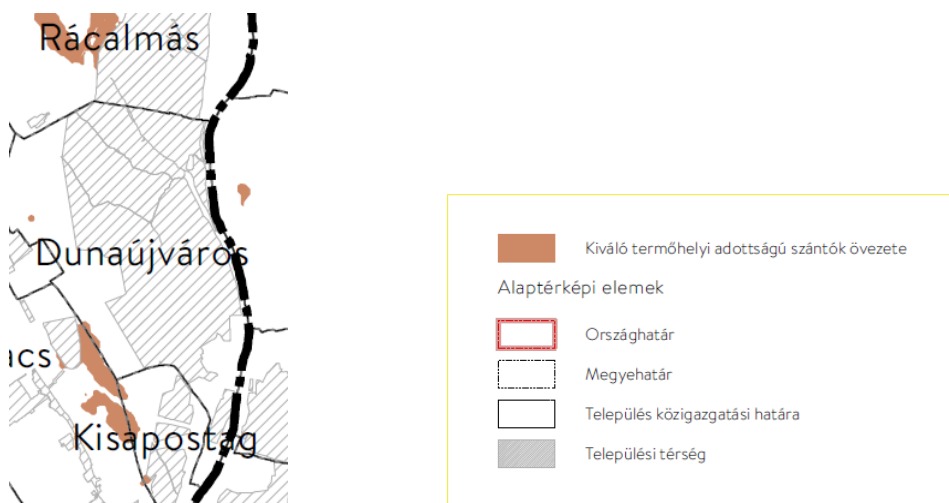 Rácalmás
Dunaújváros
acs
Kisapostag
Kiváló termőhelyi adottságú szántók övezete
Alaptérképi elemek
Országhatár
Megyehatár
Település közigazgatási határa
Települési térség